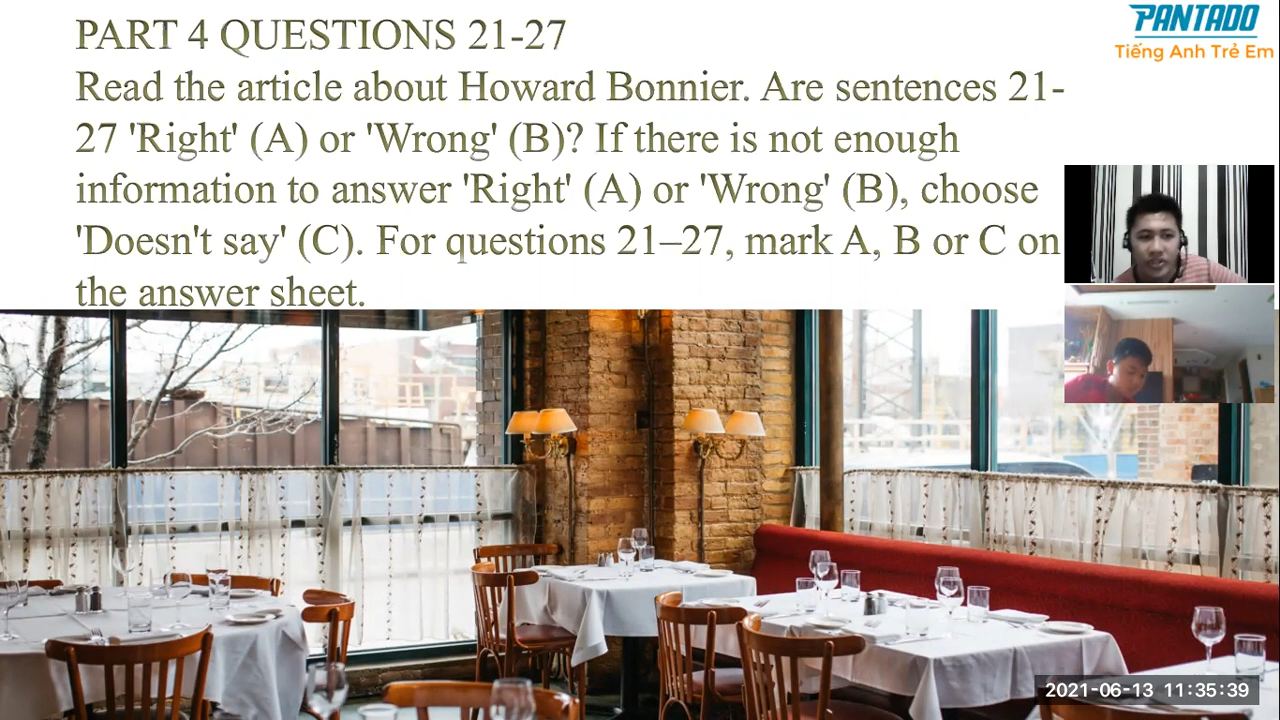 PANTADO
Tiếng Anh Trẻ Em
PART 4 QUESTIONS 21-27
Read the article about Howard Bonnier. Are sentences 21-
27 'Right' (A) or 'Wrong' (B)? If there is not enough
information to answer 'Right' (A) or 'Wrong' (B), choose
'Doesn't say' (C). For questions 21–27, mark A, B or C on
the answer sheet.
2021-06-13 11:35:39